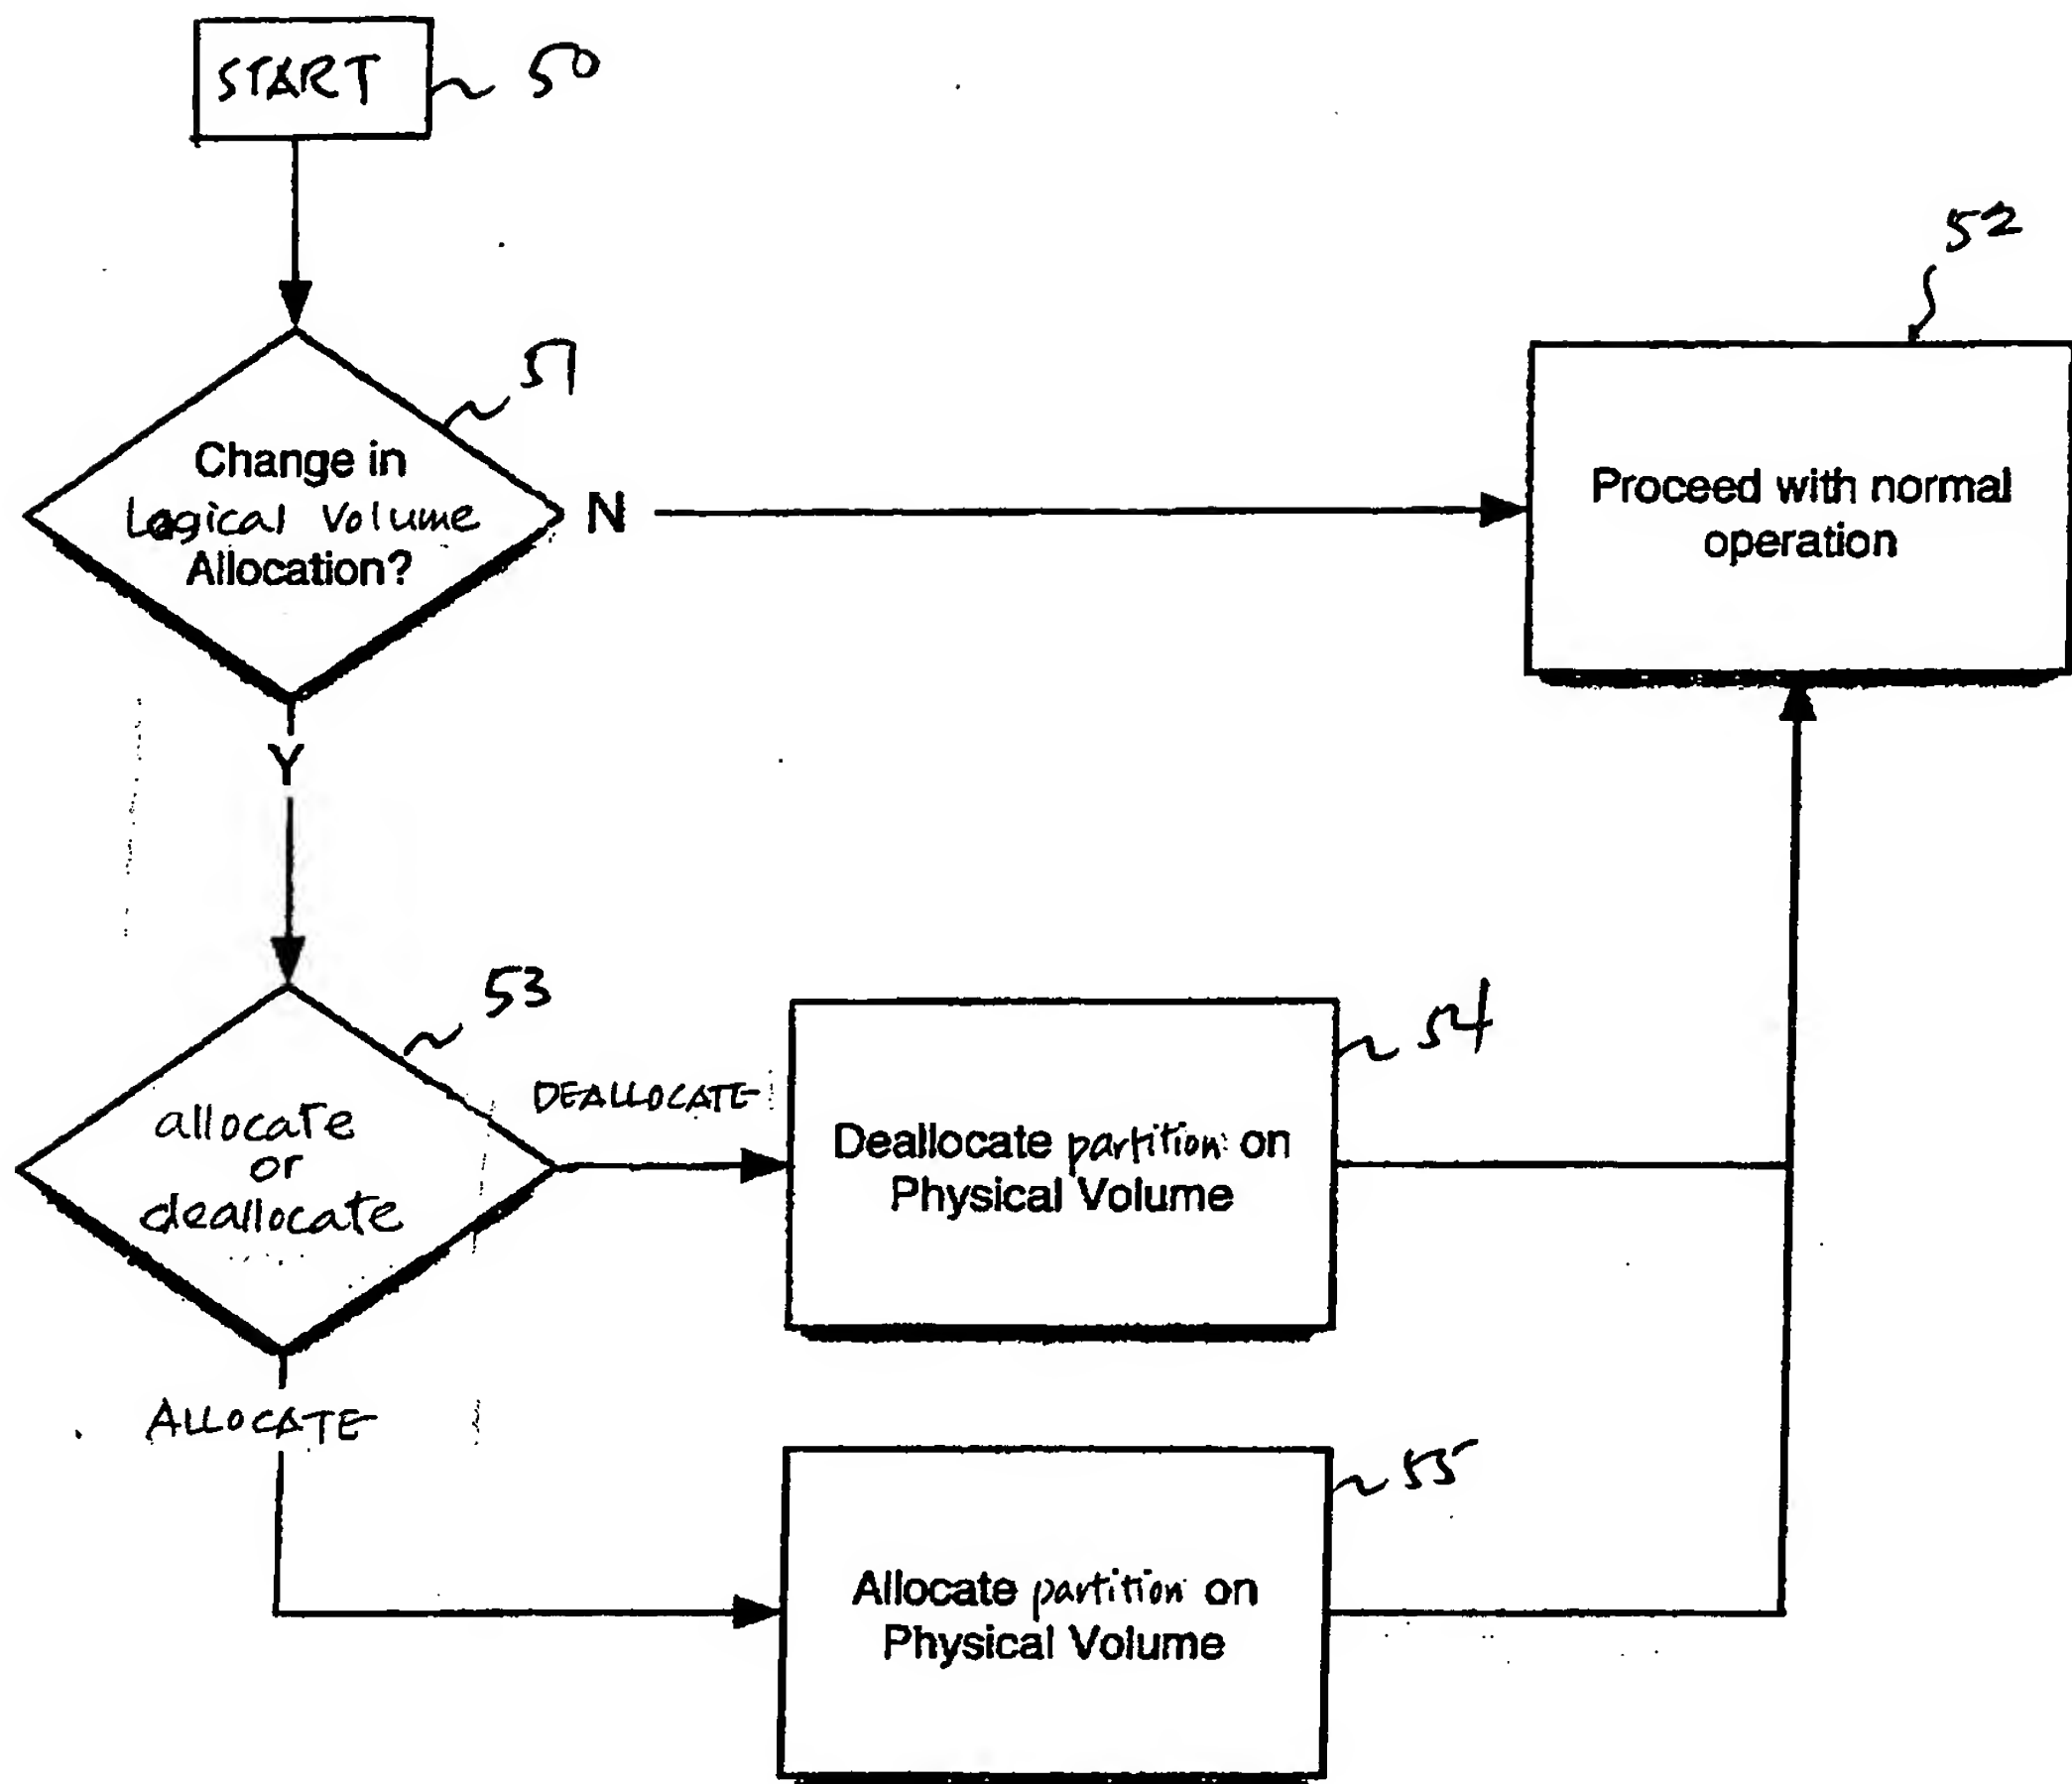 START
50
52
51
Change in
Logical Volume
Allocation?
N
Proceed with normal
operation
Y
53
54
DEALLOCATE
allocate
or
deallocate
Deallocate partition on
Physical Volume
ALLOCATE
55
Allocate partition on
Physical Volume